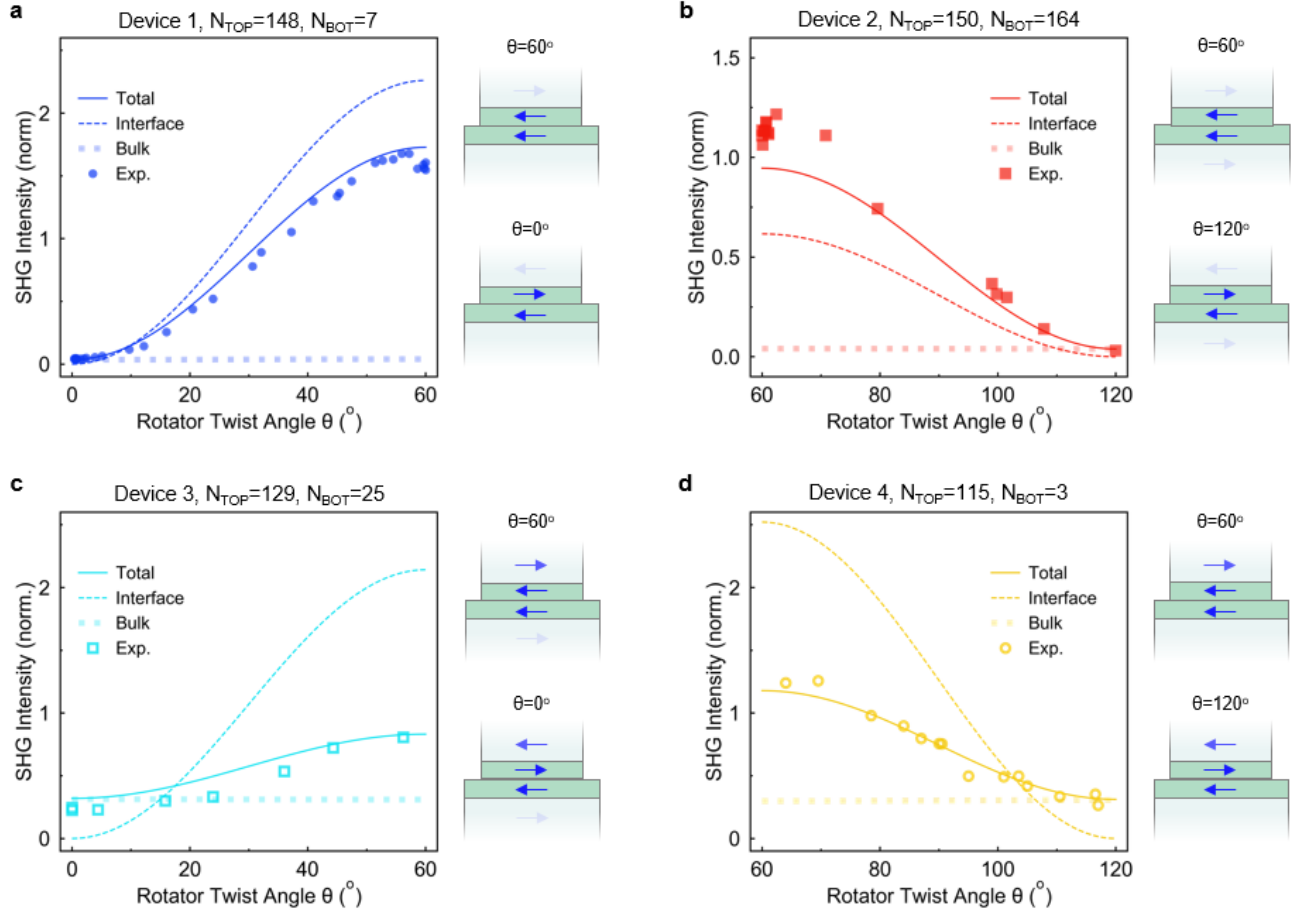 a
Device 1, NTOP=148, NBOT=7
SHG Intensity (norm)
2
1
0
Total
Interface
Bulk
Exp.
0
20
40
60
Rotator Twist Angle θ (°)
θ=60°
θ=0°
b
Device 2, NTOP=150, NBOT=164
SHG Intensity (norm)
1.5
1.0
0.5
0.0
Total
Interface
Bulk
Exp.
60
80
100
120
Rotator Twist Angle θ (°)
θ=60°
θ=120°
c
Device 3, NTOP=129, NBOT=25
SHG Intensity (norm.)
2
1
0
Total
Interface
Bulk
Exp.
0
20
40
60
Rotator Twist Angle θ (°)
θ=60°
θ=0°
d
Device 4, NTOP=115, NBOT=3
SHG Intensity (norm.)
2
1
0
Total
Interface
Bulk
Exp.
60
80
100
120
Rotator Twist Angle θ (°)
θ=60°
θ=120°